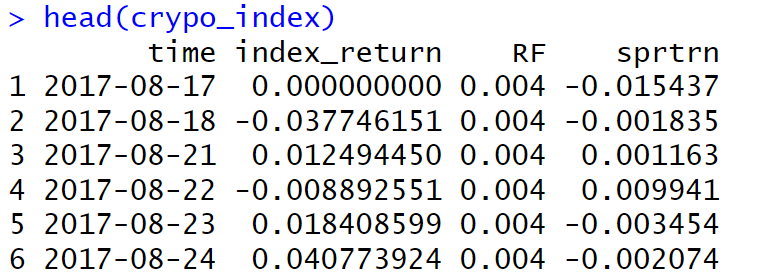 > head(crypo_index)
time index_return RF sprtrn
1 2017-08-17 0.000000000 0.004 -0.015437
2 2017-08-18 -0.037746151 0.004 -0.001835
3 2017-08-21 0.012494450 0.004 0.001163
4 2017-08-22 -0.008892551 0.004 0.009941
5 2017-08-23 0.018408599 0.004 -0.003454
6 2017-08-24 0.040773924 0.004 -0.002074